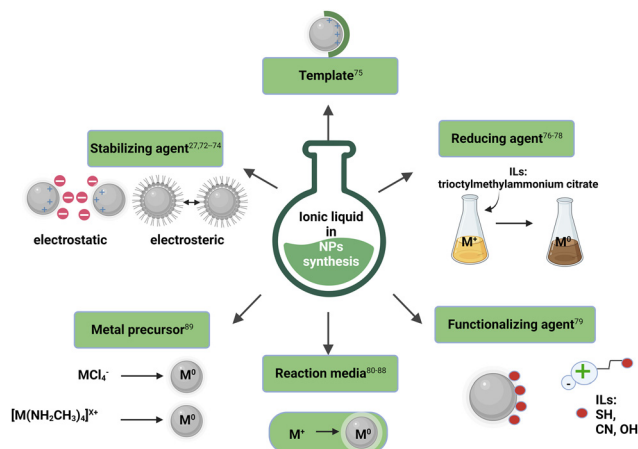 Template⁷⁵
Stabilizing agent²⁷,⁷²⁻⁷⁴
electrostatic
electrosteric
Reducing agent⁷⁶⁻⁷⁸
ILs:
trioctylmethylammonium citrate
M⁺
M⁰
Ionic liquid
in
NPs
synthesis
Metal precursor⁸⁹
MCl₄⁻
M⁰
[M(NH₂CH₃)₄]ˣ⁺
M⁰
Reaction media⁸⁰⁻⁸⁸
M⁺
M⁰
Functionalizing agent⁷⁹
ILs:
SH,
CN, OH